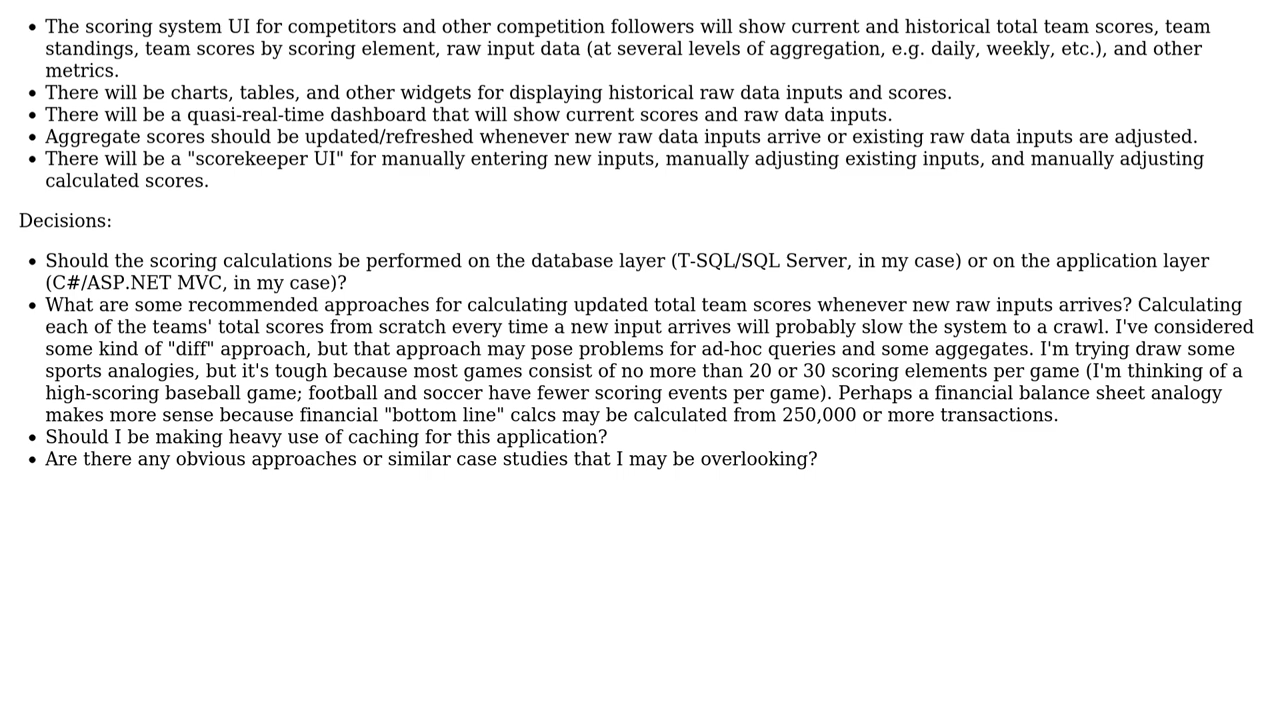 The scoring system UI for competitors and other competition followers will show current and historical total team scores, team
standings, team scores by scoring element, raw input data (at several levels of aggregation, e.g. daily, weekly, etc.), and other
metrics.
There will be charts, tables, and other widgets for displaying historical raw data inputs and scores.
There will be a quasi-real-time dashboard that will show current scores and raw data inputs.
Aggregate scores should be updated/refreshed whenever new raw data inputs arrive or existing raw data inputs are adjusted.
There will be a "scorekeeper UI" for manually entering new inputs, manually adjusting existing inputs, and manually adjusting
calculated scores.
Decisions:
Should the scoring calculations be performed on the database layer (T-SQL/SQL Server, in my case) or on the application layer
(C#/ASP.NET MVC, in my case)?
What are some recommended approaches for calculating updated total team scores whenever new raw inputs arrives? Calculating
each of the teams' total scores from scratch every time a new input arrives will probably slow the system to a crawl. I've considered
some kind of "diff" approach, but that approach may pose problems for ad-hoc queries and some aggegates. I'm trying draw some
sports analogies, but it's tough because most games consist of no more than 20 or 30 scoring elements per game (I'm thinking of a
high-scoring baseball game; football and soccer have fewer scoring events per game). Perhaps a financial balance sheet analogy
makes more sense because financial "bottom line" calcs may be calculated from 250,000 or more transactions.
Should I be making heavy use of caching for this application?
Are there any obvious approaches or similar case studies that I may be overlooking?